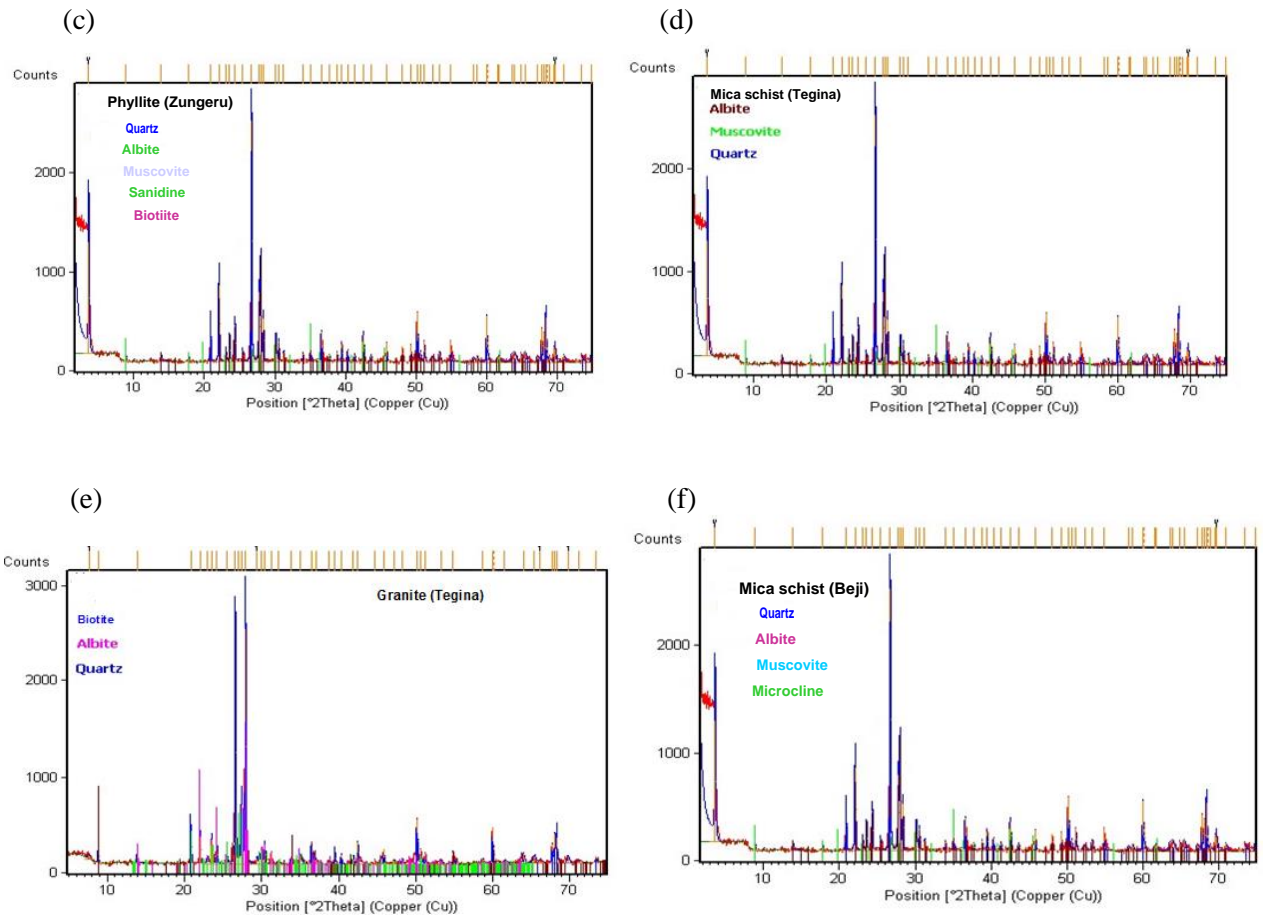 (c)
Counts
Phyllite (Zungeru)
Quartz
Albite
Muscovite
Sanidine
Biotiite
2000
1000
0
10 20 30 40 50 60 70
Position [°2Theta] (Copper (Cu))
(d)
Counts
Mica schist (Tegina)
Albite
Muscovite
Quartz
2000
1000
0
10 20 30 40 50 60 70
Position [°2Theta] (Copper (Cu))
(e)
Counts
Granite (Tegina)
Biotite
Albite
Quartz
3000
2000
1000
0
10 20 30 40 50 60 70
Position [°2Theta] (Copper (Cu))
(f)
Counts
Mica schist (Beji)
Quartz
Albite
Muscovite
Microcline
2000
1000
0
10 20 30 40 50 60 70
Position [°2Theta] (Copper (Cu))